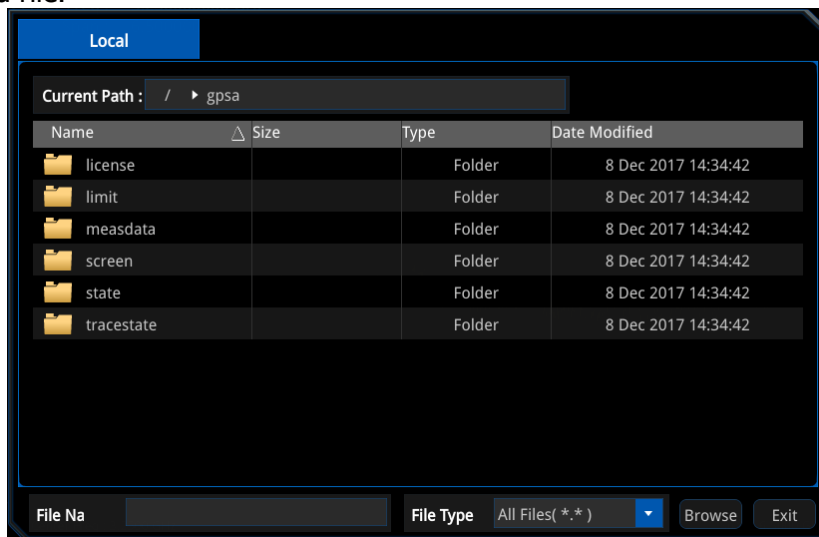 a file.
Local
Current Path : / gpsa
Name Size Type Date Modified
license Folder 8 Dec 2017 14:34:42
limit Folder 8 Dec 2017 14:34:42
measdata Folder 8 Dec 2017 14:34:42
screen Folder 8 Dec 2017 14:34:42
state Folder 8 Dec 2017 14:34:42
tracestate Folder 8 Dec 2017 14:34:42
File Na File Type All Files( *.* ) Browse Exit